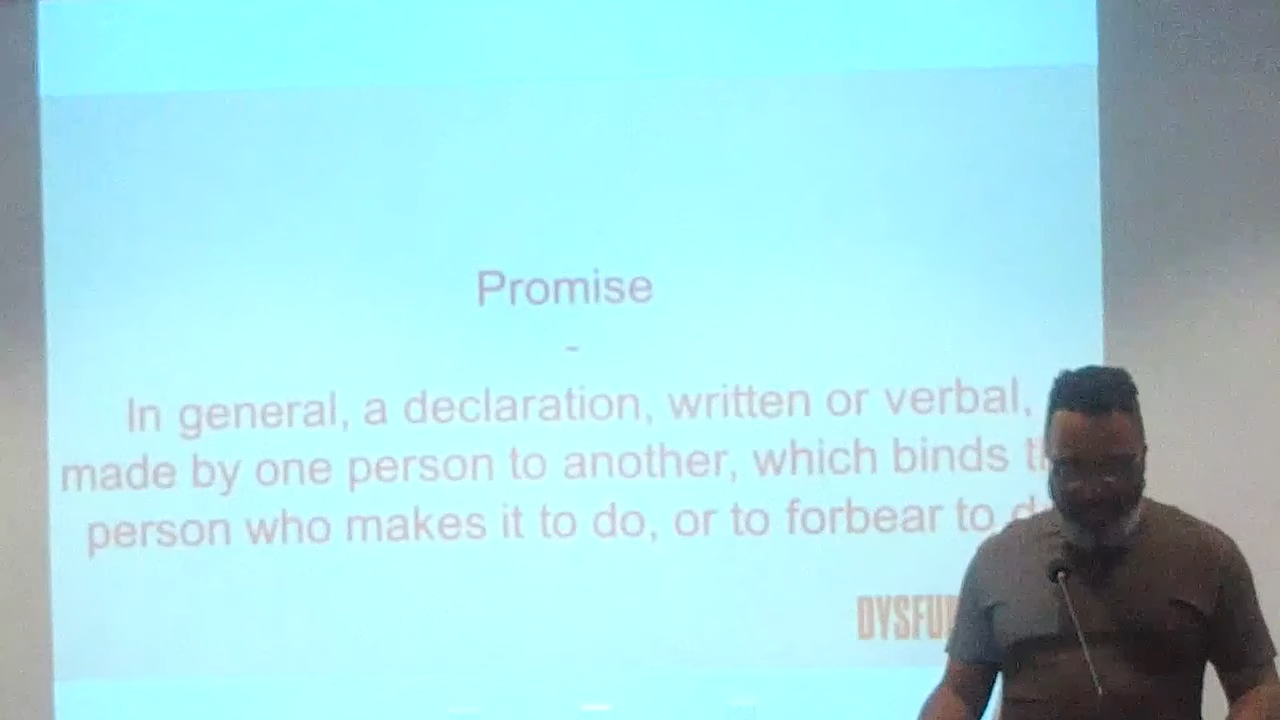 Promise
-
In general, a declaration, written or verbal,
made by one person to another, which binds
person who makes it to do, or to forbear to